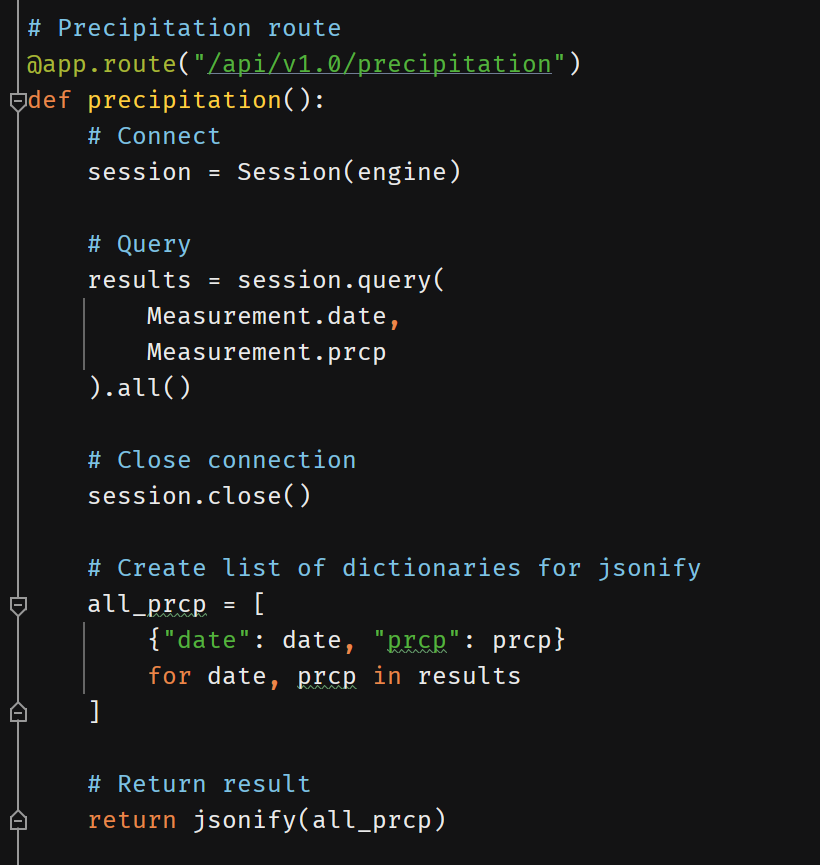 # Precipitation route
@app.route("/api/v1.0/precipitation")
def precipitation():
    # Connect
    session = Session(engine)

    # Query
    results = session.query(
        Measurement.date,
        Measurement.prcp
    ).all()

    # Close connection
    session.close()

    # Create list of dictionaries for jsonify
    all_prcp = [
        {"date": date, "prcp": prcp}
        for date, prcp in results
    ]

    # Return result
    return jsonify(all_prcp)